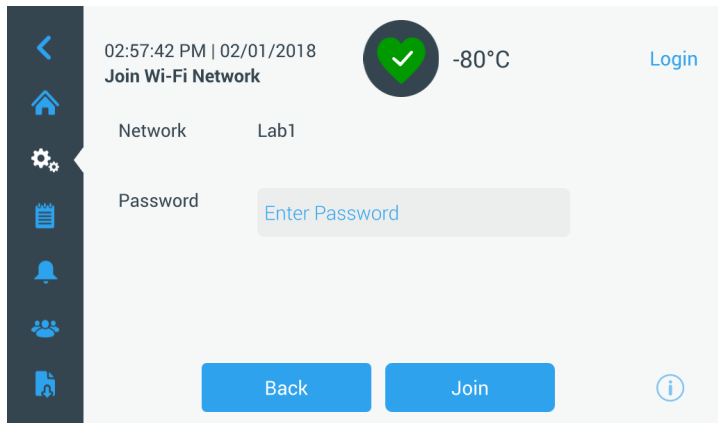 02:57:42 PM | 02/01/2018
Join Wi-Fi Network
-80°C
Login
Network Lab1
Password Enter Password
Back Join